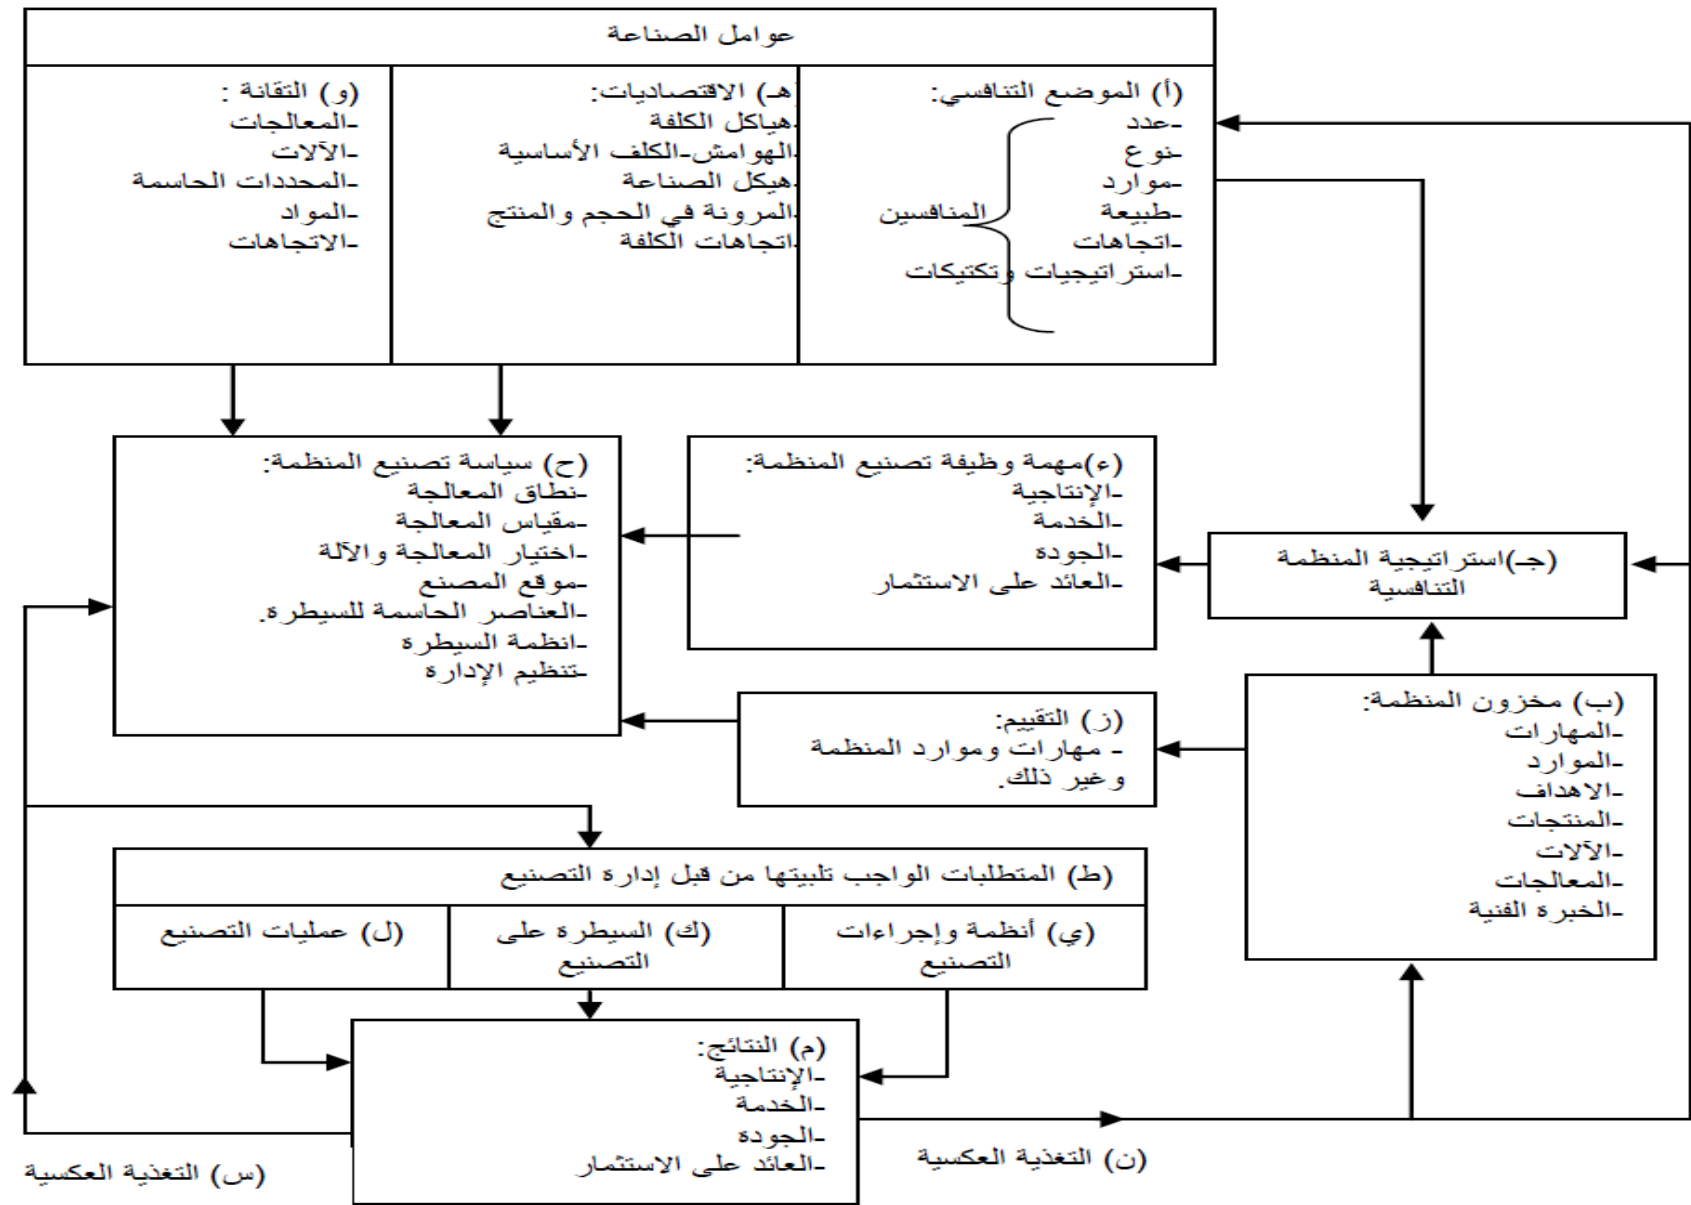 عوامل الصناعة
(أ) الموضع التنافسي:
-عدد
-نوع
-موارد
-طبيعة
-اتجاهات
-استراتيجيات وتكتيكات
المنافسين
هـ) الاقتصاديات:
-هياكل الكلفة
-الهوامش-الكلف الأساسية
-هيكل الصناعة
-المرونة في الحجم والمنتج
-اتجاهات الكلفة
(و) التقانة :
-المعالجات
-الآلات
-المحددات الحاسمة
-المواد
-الاتجاهات
(جـ)استراتيجية المنظمة
التنافسية
(ء)مهمة وظيفة تصنيع المنظمة:
-الإنتاجية
-الخدمة
-الجودة
-العائد على الاستثمار
(ح) سياسة تصنيع المنظمة:
-نطاق المعالجة
-مقياس المعالجة
-اختيار المعالجة والآلة
-موقع المصنع
-العناصر الحاسمة للسيطرة.
-انظمة السيطرة
-تنظيم الإدارة
(ب) مخزون المنظمة:
-المهارات
-الموارد
-الاهداف
-المنتجات
-الآلات
-المعالجات
-الخبرة الفنية
(ز) التقييم:
- مهارات وموارد المنظمة
وغير ذلك.
(ط) المتطلبات الواجب تلبيتها من قبل إدارة التصنيع
(ي) أنظمة وإجراءات
التصنيع
(ك) السيطرة على
التصنيع
(ل) عمليات التصنيع
(م) النتائج:
-الإنتاجية
-الخدمة
-الجودة
-العائد على الاستثمار
(ن) التغذية العكسية
(س) التغذية العكسية